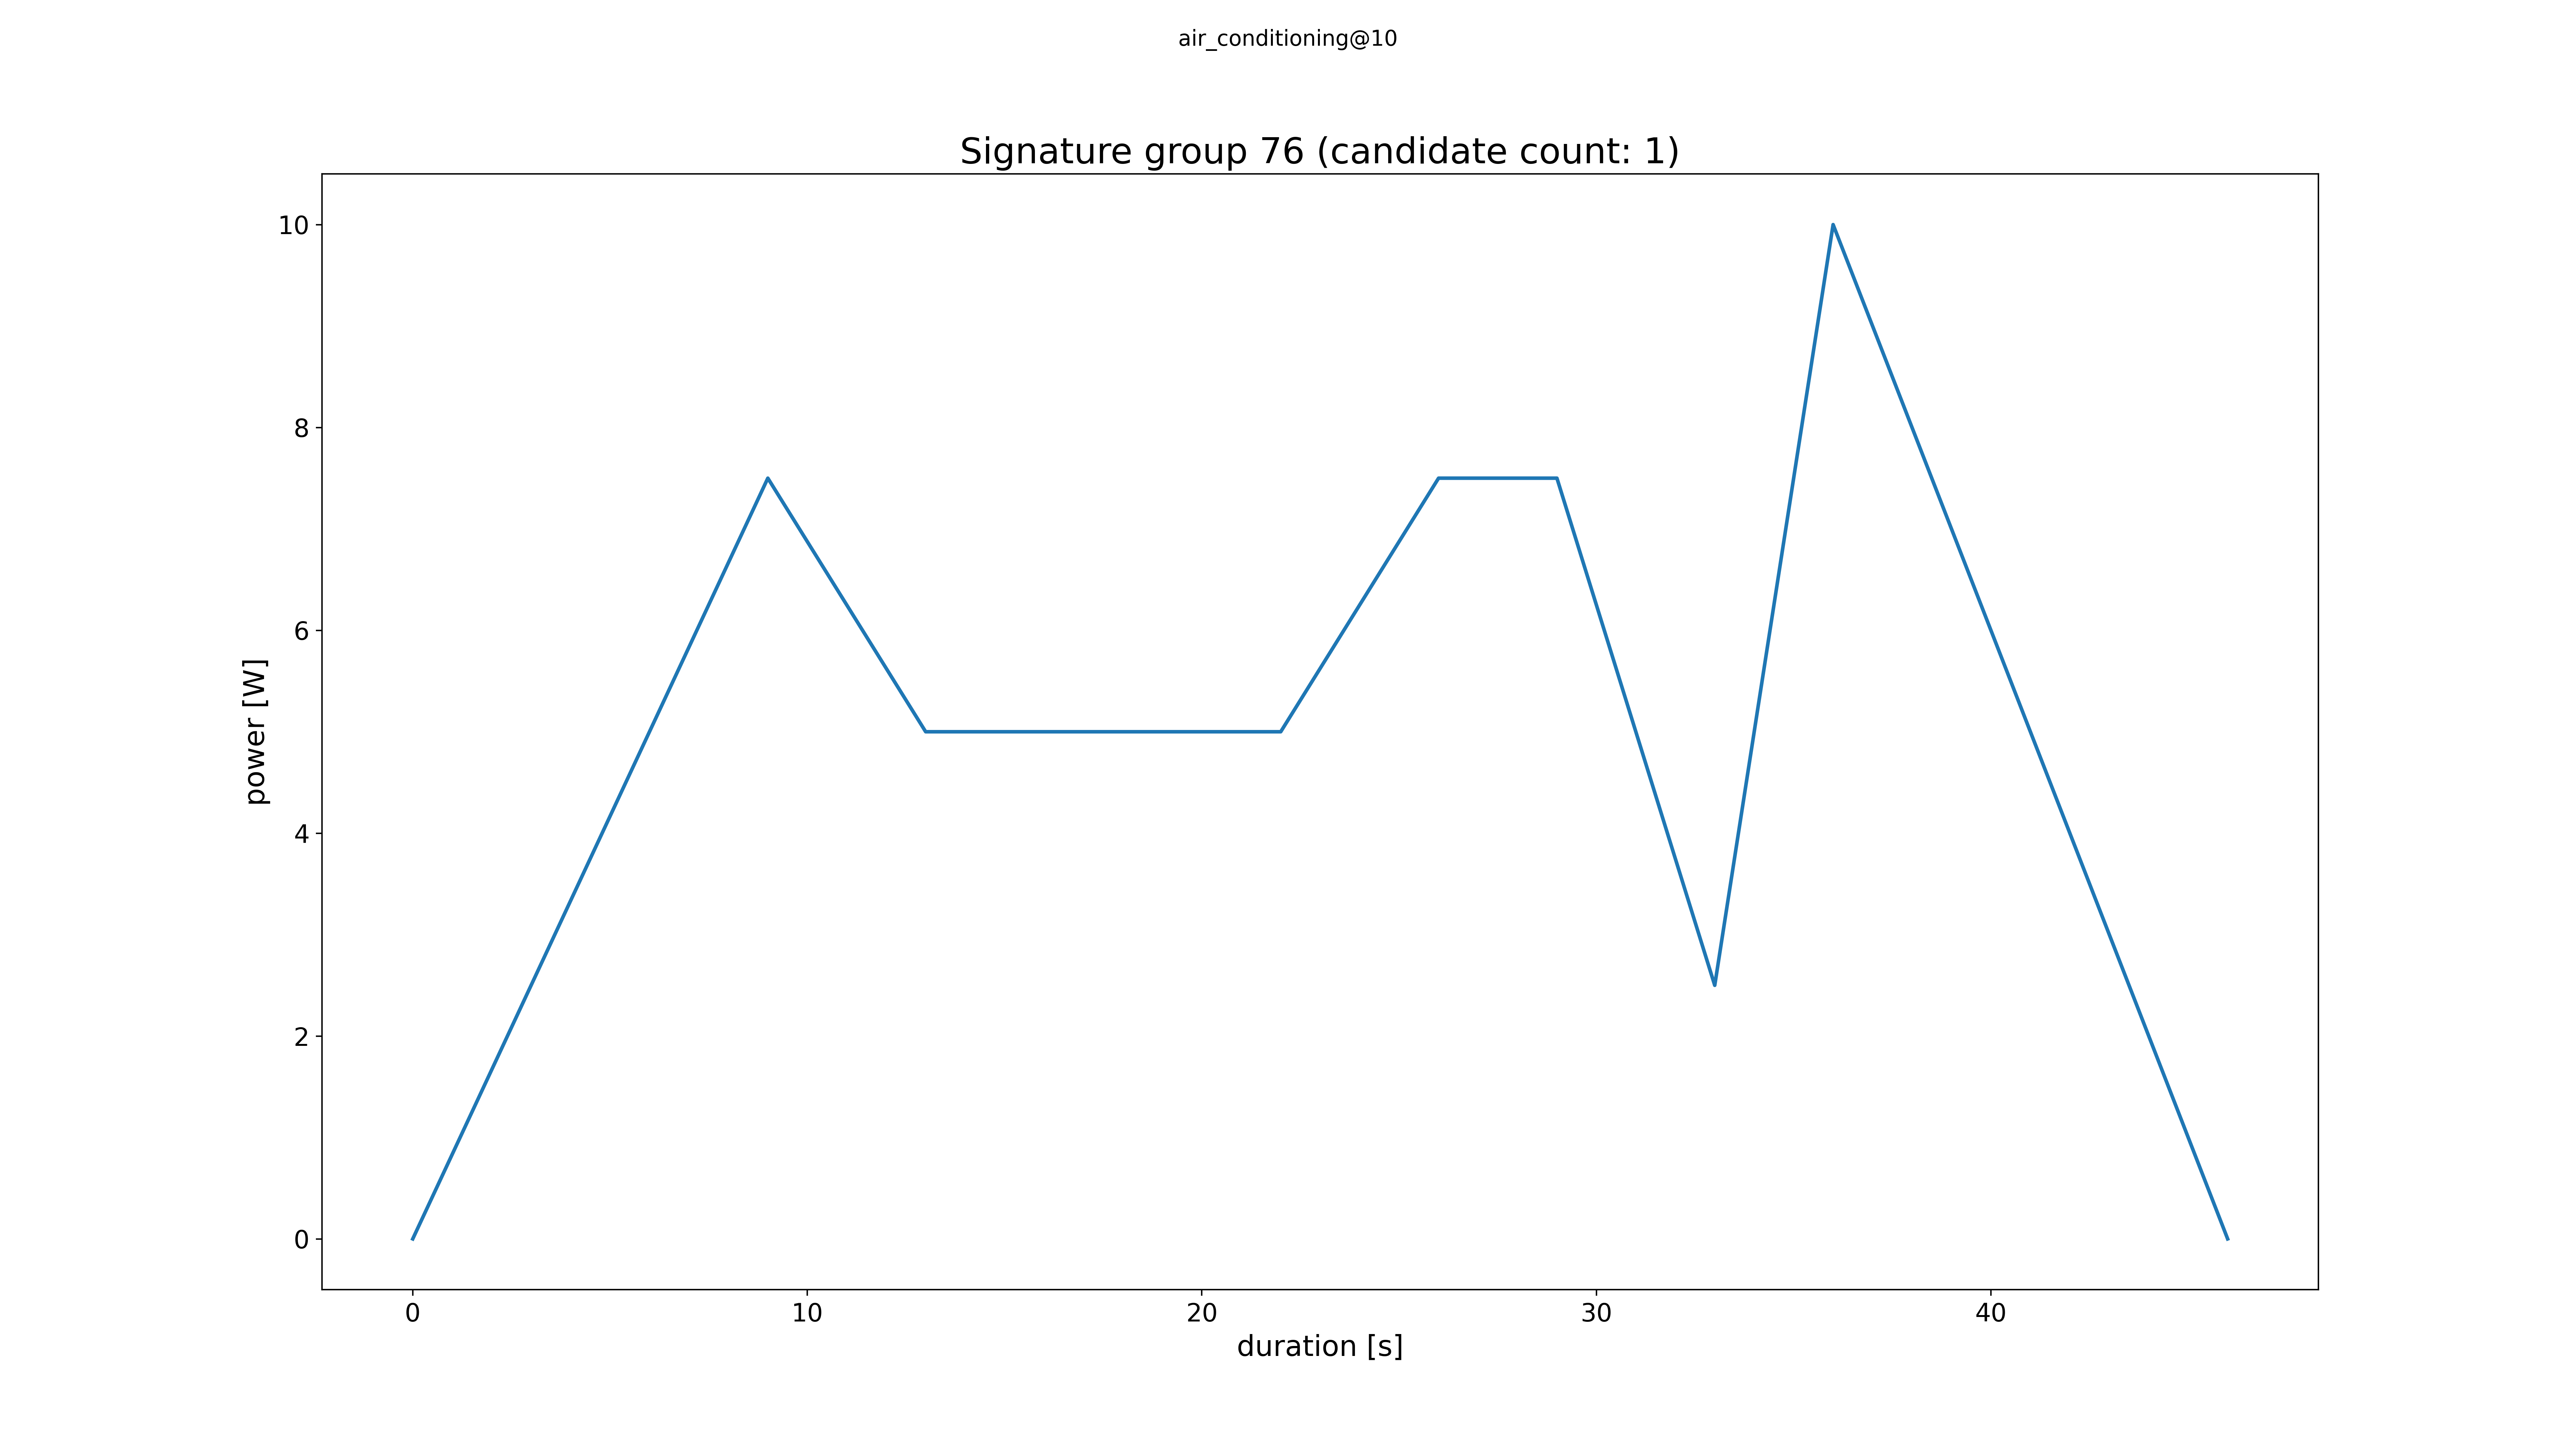 air_conditioning@10
Signature group 76 (candidate count: 1)
10
8
6
4
2
0
power [W]
0 10 20 30 40
duration [s]